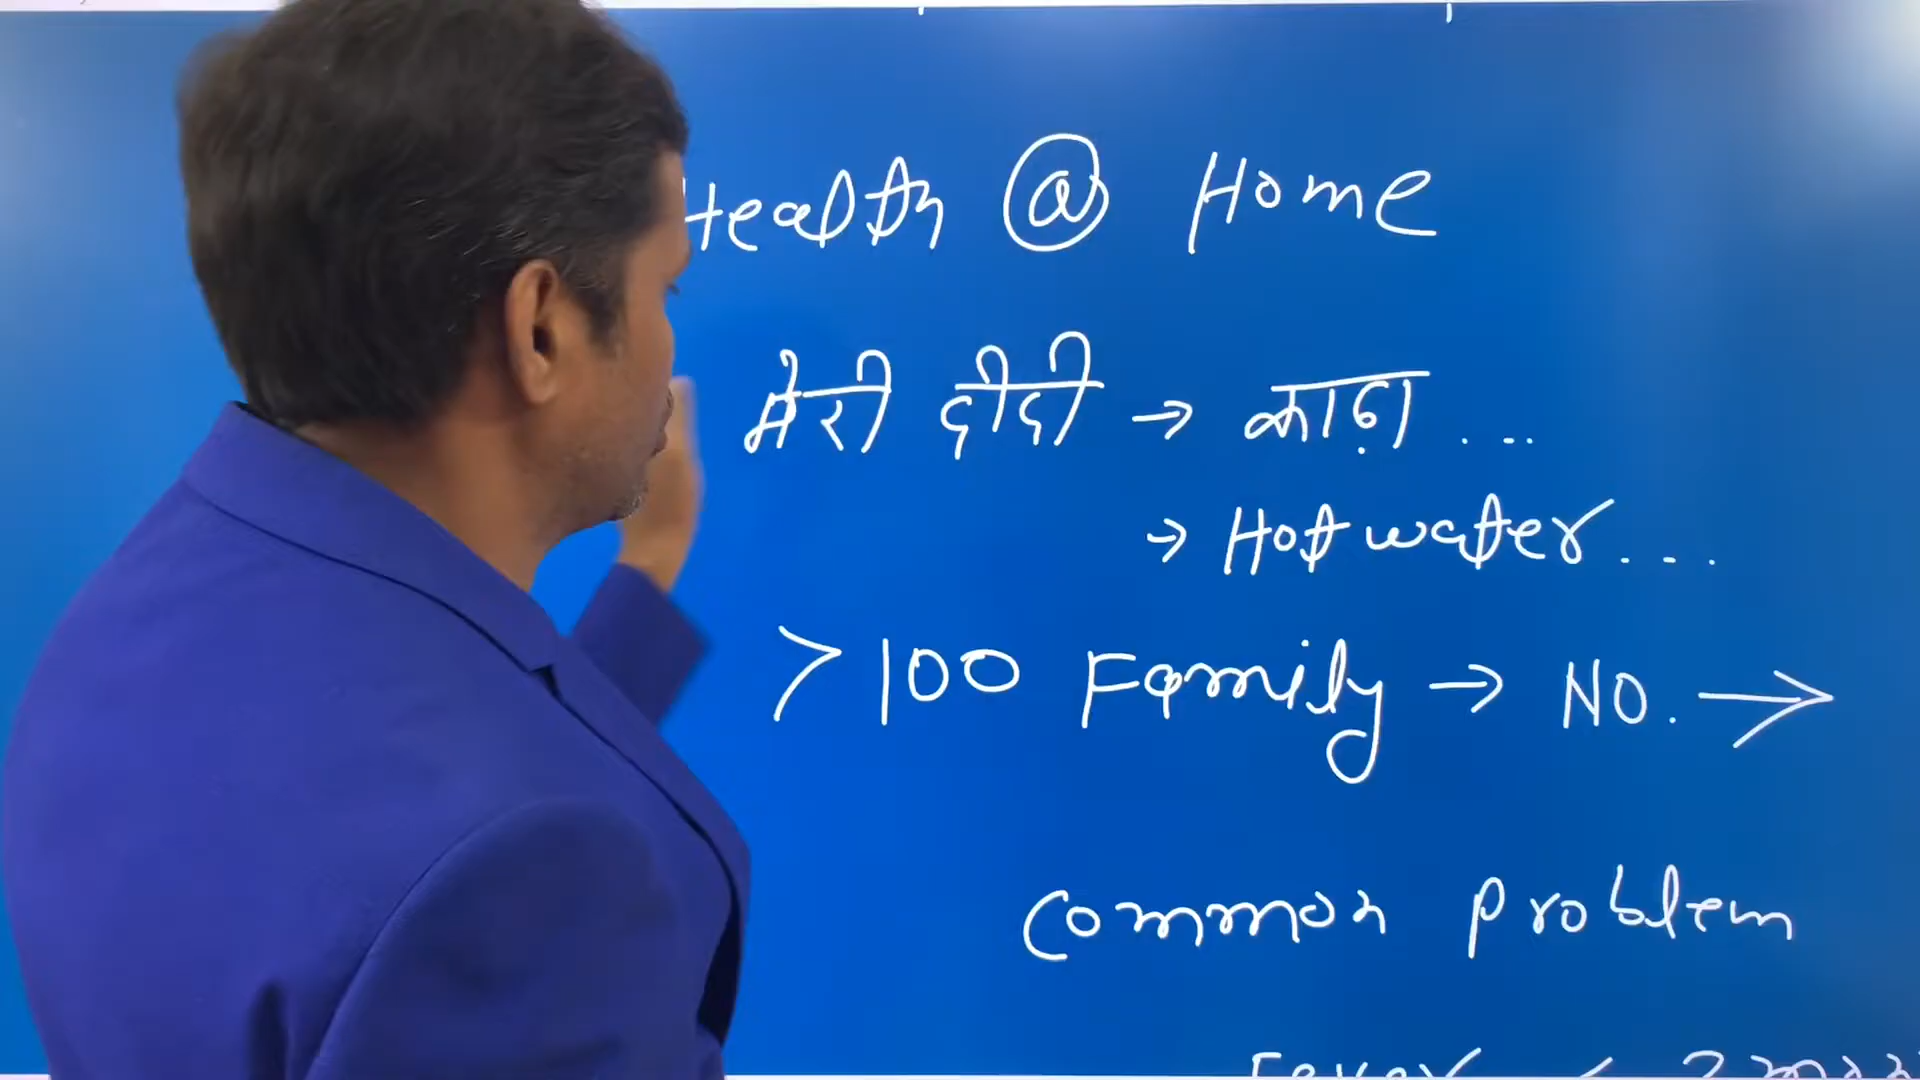 Health @ Home
मेरी दीदी → काढ़ा ....
→ Hot water....
> 100 Family → NO. →
Common problem